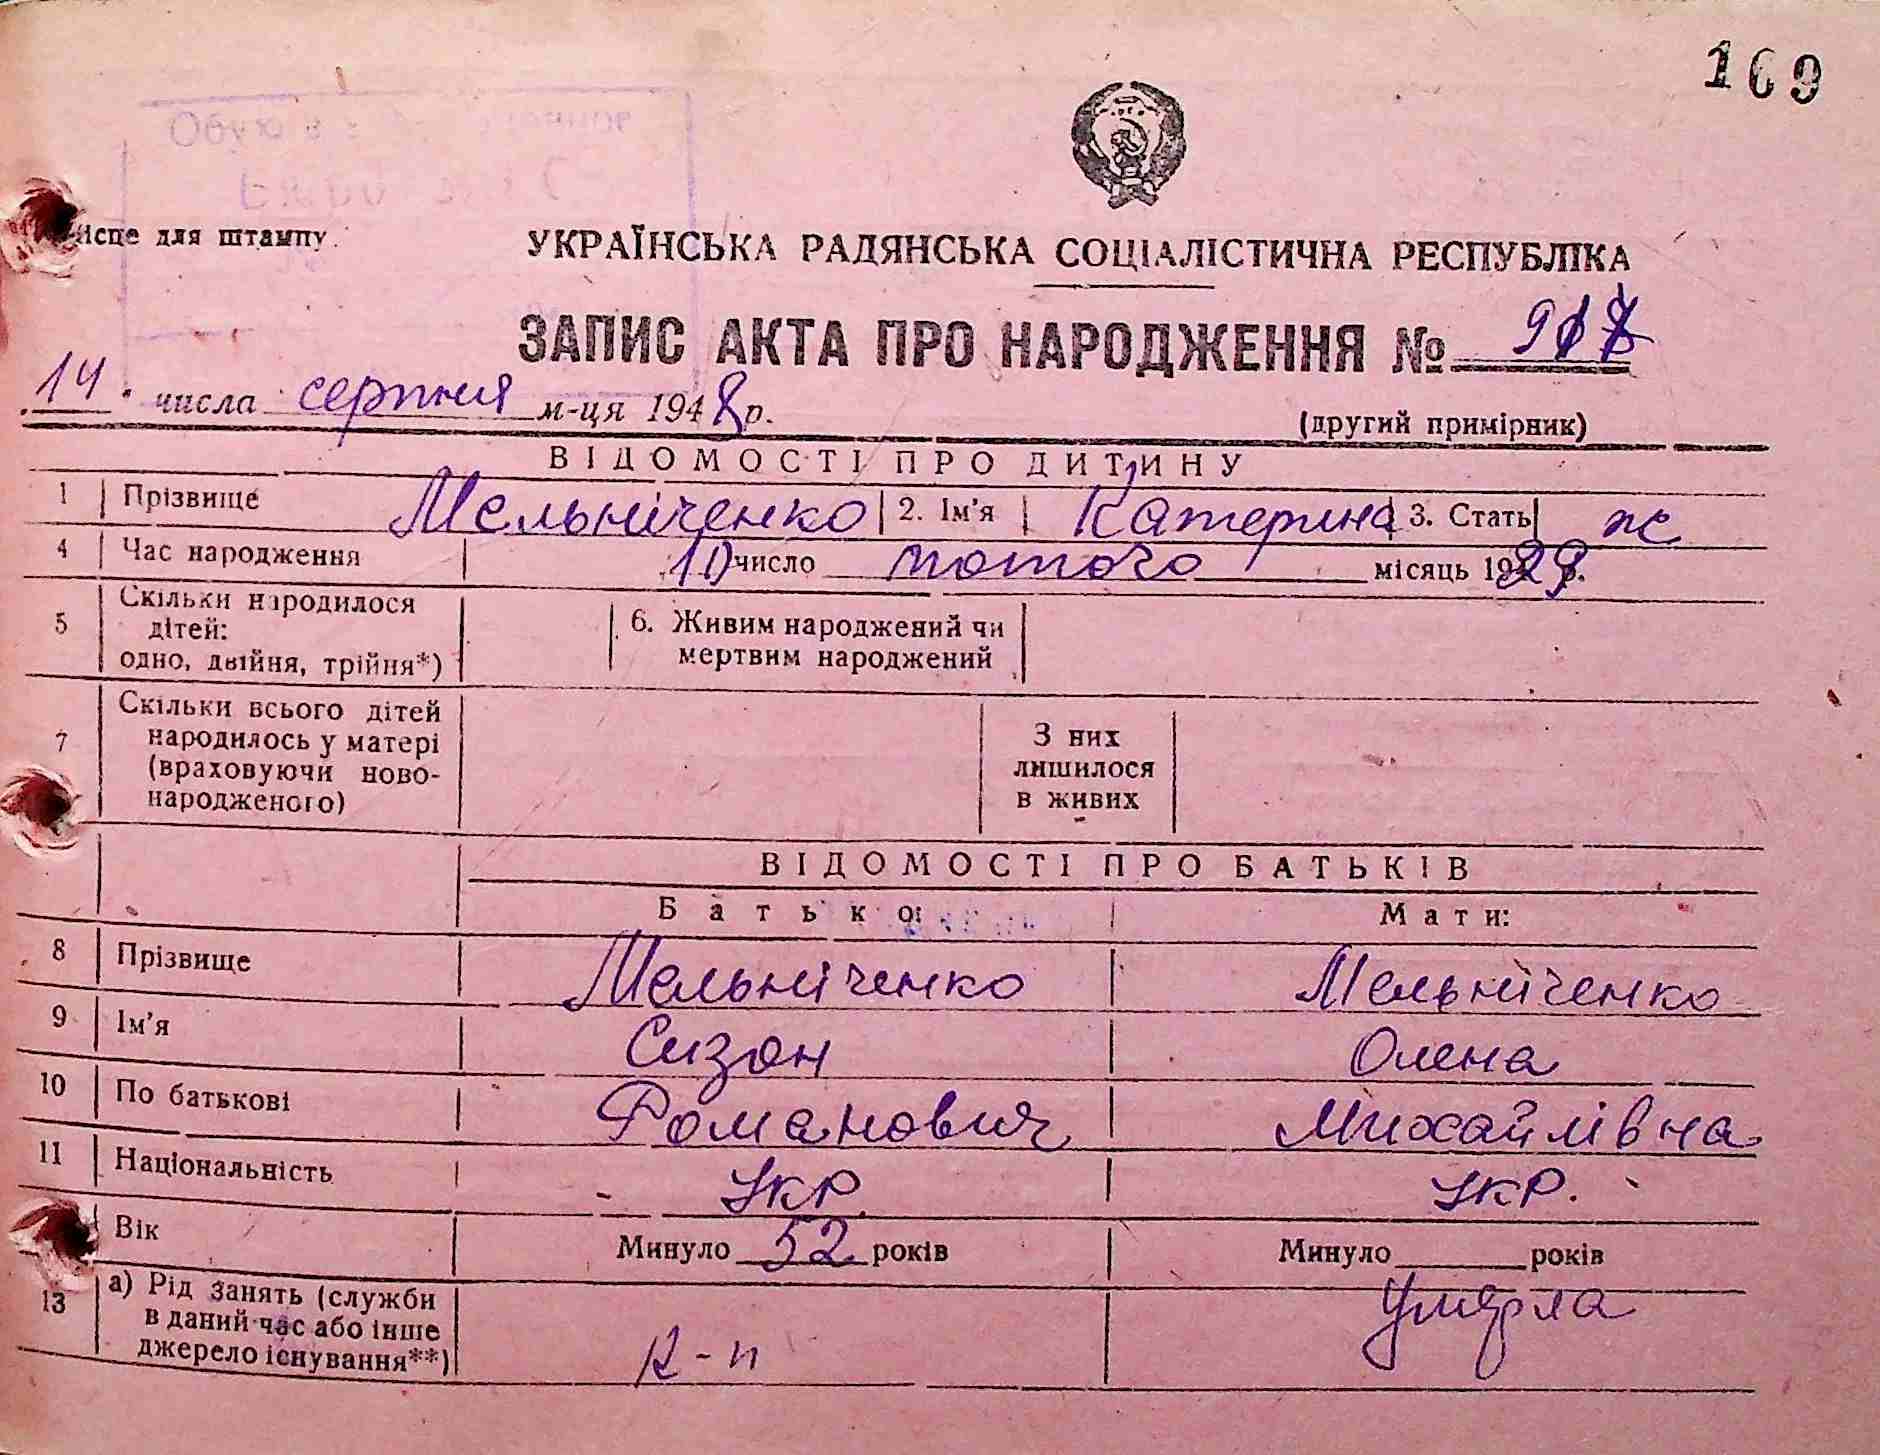 169
Місце для штампу.
УКРАЇНСЬКА РАДЯНСЬКА СОЦІАЛІСТИЧНА РЕСПУБЛІКА
ЗАПИС АКТА ПРО НАРОДЖЕННЯ №
14 числа серпня м-ця 1948 р.
(другий примірник)
ВІДОМОСТІ ПРО ДИТИНУ
1 Прізвище Мельніченко 2. Ім'я Катерина 3. Стать ж
4 Час народження 10 число лютого місяць 1929 р.
5 Скільки народилося дітей: одно, двійня, трійня*)
6. Живим народжений чи мертвим народжений
7 Скільки всього дітей народилось у матері (враховуючи ново-народженого)
З них лишилося в живих
ВІДОМОСТІ ПРО БАТЬКІВ
Батько: Мати:
8 Прізвище Мельніченко Мельніченко
9 Ім'я Сизон Олена
10 По батькові Романович Михайлівна
11 Національність укр. укр.
Вік Минуло 52 років Минуло років
13 а) Рід занять (служби в даний час або інше джерело існування**) к-п Умерла